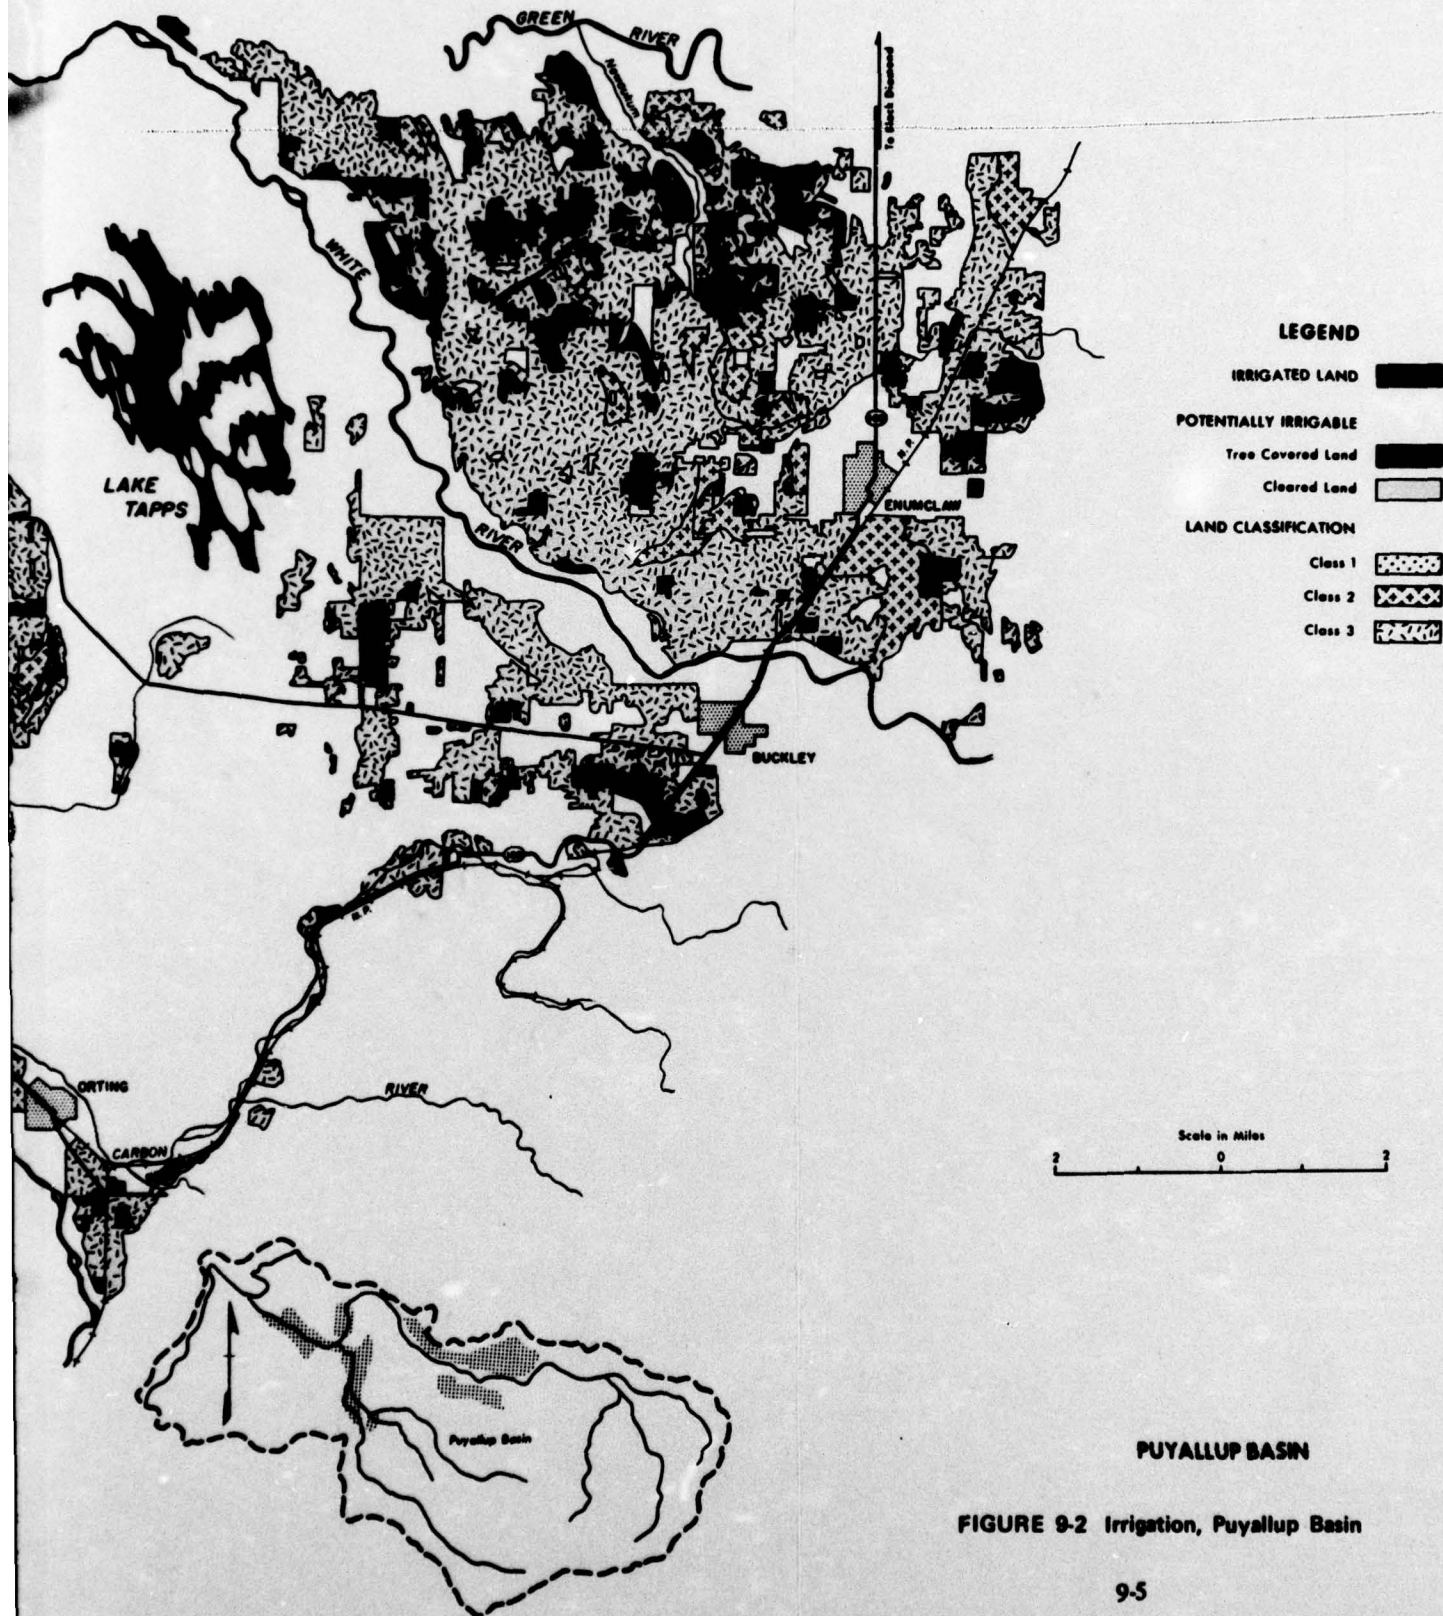 GREEN
RIVER
Newaukum
To Black Diamond
WHITE
RIVER
LAKE
TAPPS
R.R.
ENUMCLAW
BUCKLEY
R.R.
ORTING
CARBON
RIVER
LEGEND
IRRIGATED LAND
POTENTIALLY IRRIGABLE
Tree Covered Land
Cleared Land
LAND CLASSIFICATION
Class 1
Class 2
Class 3
Scale in Miles
2 0 2
Puyallup Basin
PUYALLUP BASIN
FIGURE 9-2 Irrigation, Puyallup Basin
9-5